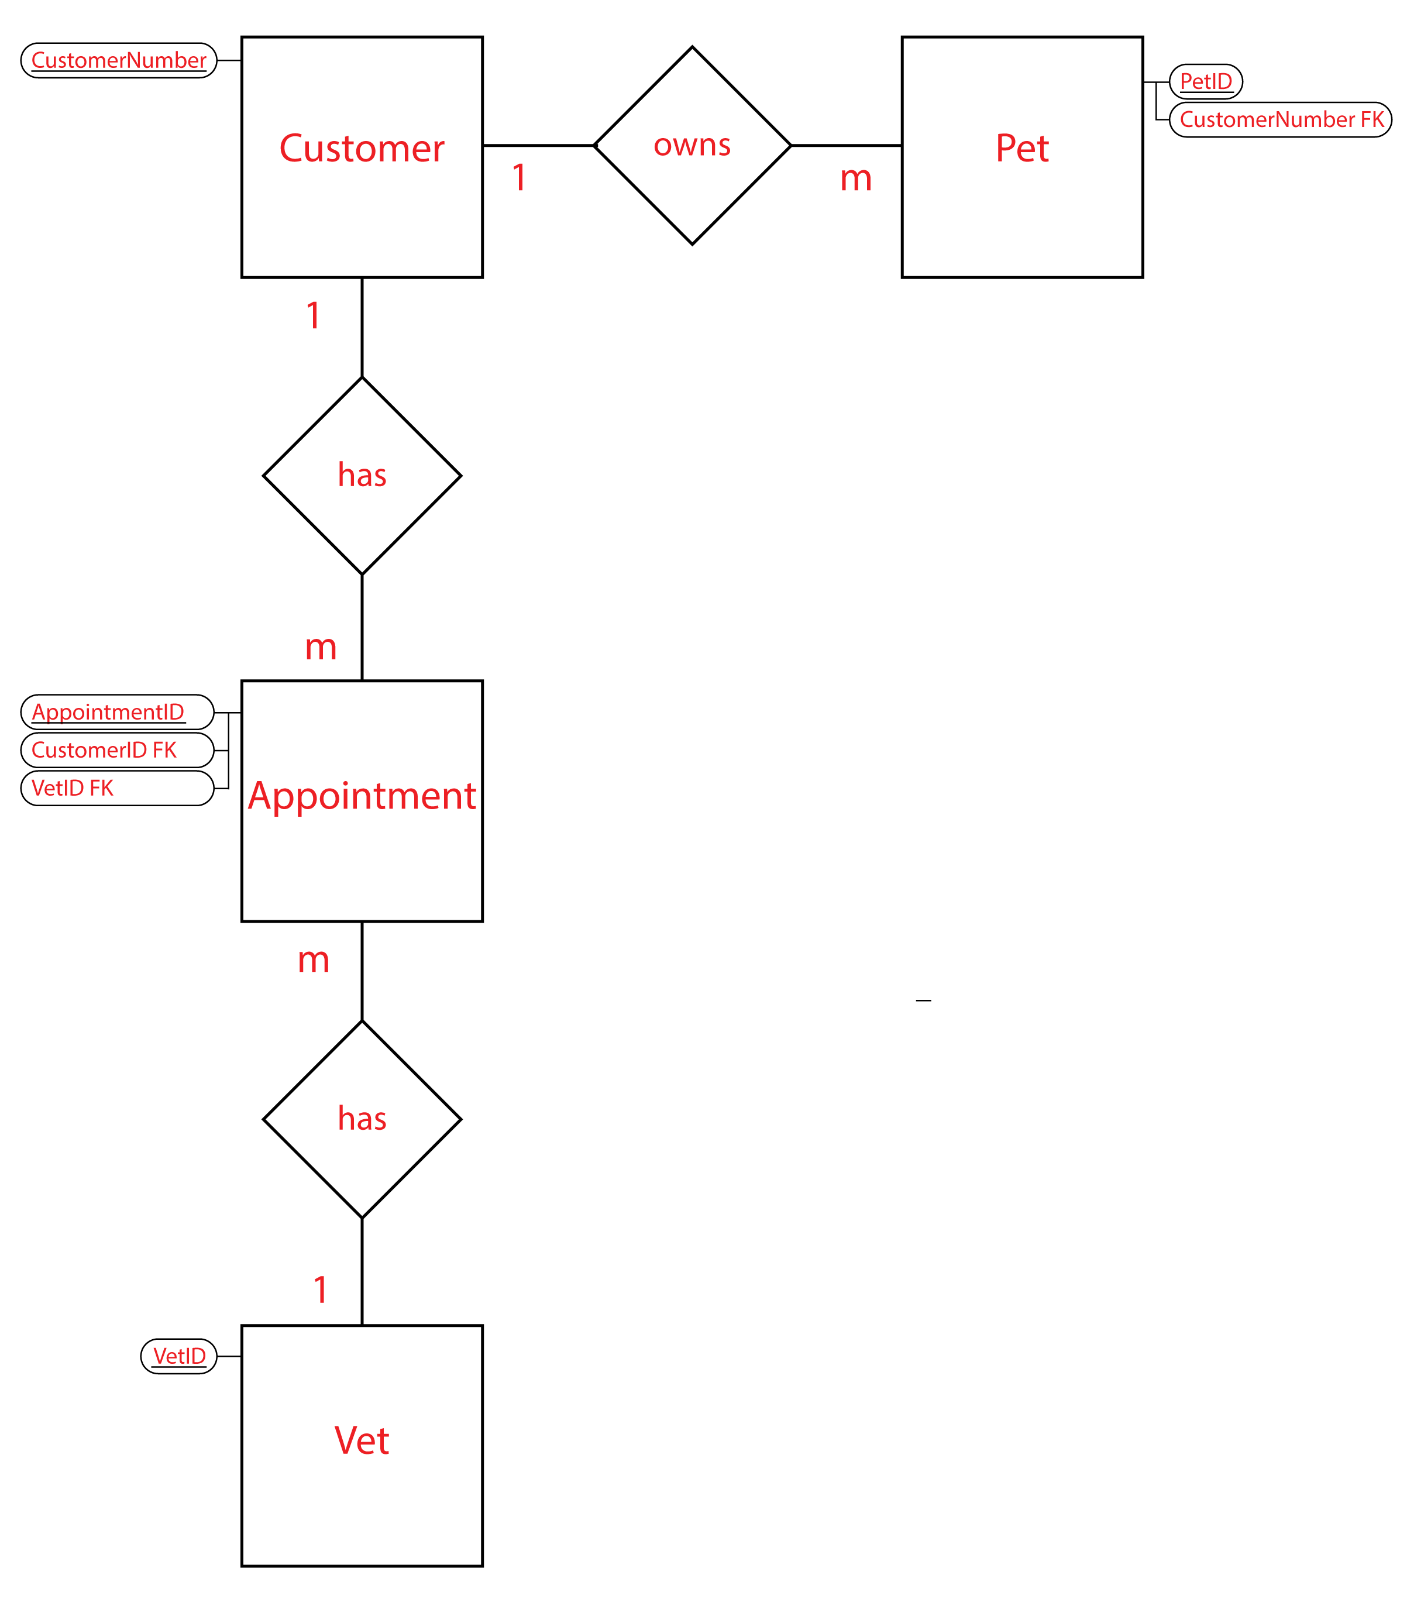 CustomerNumber
Customer
1
owns
m
Pet
PetID
CustomerNumber FK
1
has
m
AppointmentID
CustomerID FK
VetID FK
Appointment
m
has
1
VetID
Vet